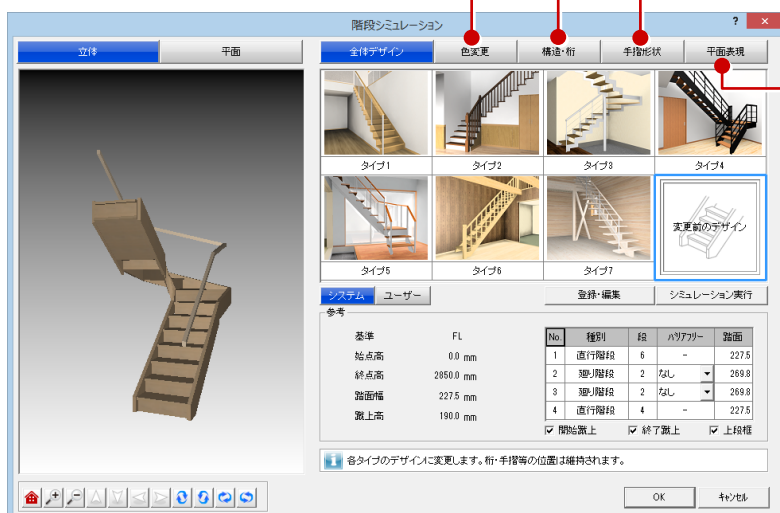 階段シミュレーション ? ×
立体 平面 全体デザイン 色変更 構造・桁 手摺形状 平面表現
タイプ1 タイプ2 タイプ3 タイプ4
変更前のデザイン
タイプ5 タイプ6 タイプ7
システム ユーザー 登録・編集 シミュレーション実行
参考
基準 FL
始点高 0.0 mm
終点高 2850.0 mm
踏面幅 227.5 mm
蹴上高 190.0 mm
No. 種別 段 バリアフリー 踏面
1 直行階段 6 - 227.5
2 廻り階段 2 なし 269.8
3 廻り階段 2 なし 269.8
4 直行階段 4 - 227.5
開始蹴上 終了蹴上 上段框
各タイプのデザインに変更します。桁・手摺等の位置は維持されます。
OK キャンセル